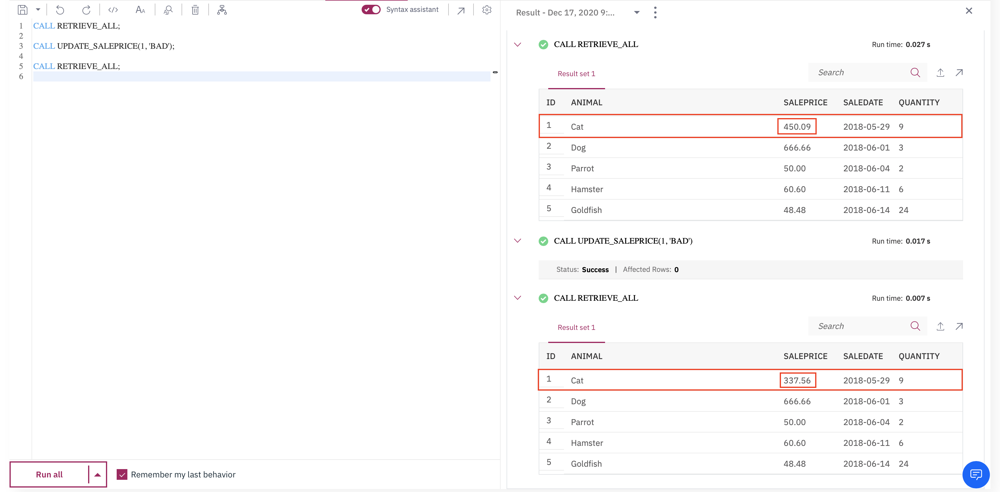 Syntax assistant
1 CALL RETRIEVE_ALL;
2
3 CALL UPDATE_SALEPRICE(1, 'BAD');
4
5 CALL RETRIEVE_ALL;
6
Run all
Remember my last behavior
Result - Dec 17, 2020 9:...
CALL RETRIEVE_ALL Run time: 0.027 s
Result set 1 Search
ID ANIMAL SALEPRICE SALEDATE QUANTITY
1 Cat 450.09 2018-05-29 9
2 Dog 666.66 2018-06-01 3
3 Parrot 50.00 2018-06-04 2
4 Hamster 60.60 2018-06-11 6
5 Goldfish 48.48 2018-06-14 24
CALL UPDATE_SALEPRICE(1, 'BAD') Run time: 0.017 s
Status: Success | Affected Rows: 0
CALL RETRIEVE_ALL Run time: 0.007 s
Result set 1 Search
ID ANIMAL SALEPRICE SALEDATE QUANTITY
1 Cat 337.56 2018-05-29 9
2 Dog 666.66 2018-06-01 3
3 Parrot 50.00 2018-06-04 2
4 Hamster 60.60 2018-06-11 6
5 Goldfish 48.48 2018-06-14 24